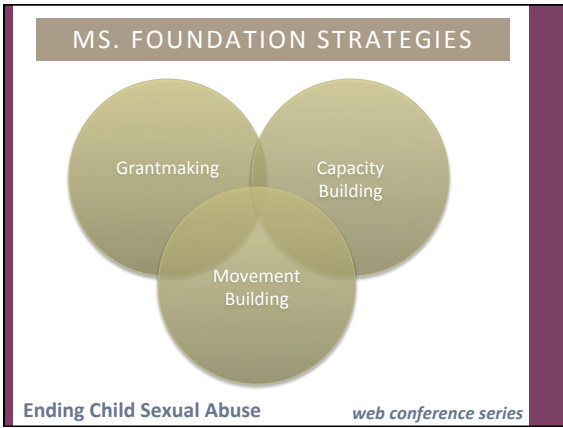 MS. FOUNDATION STRATEGIES
Grantmaking
Capacity
Building
Movement
Building
Ending Child Sexual Abuse
web conference series